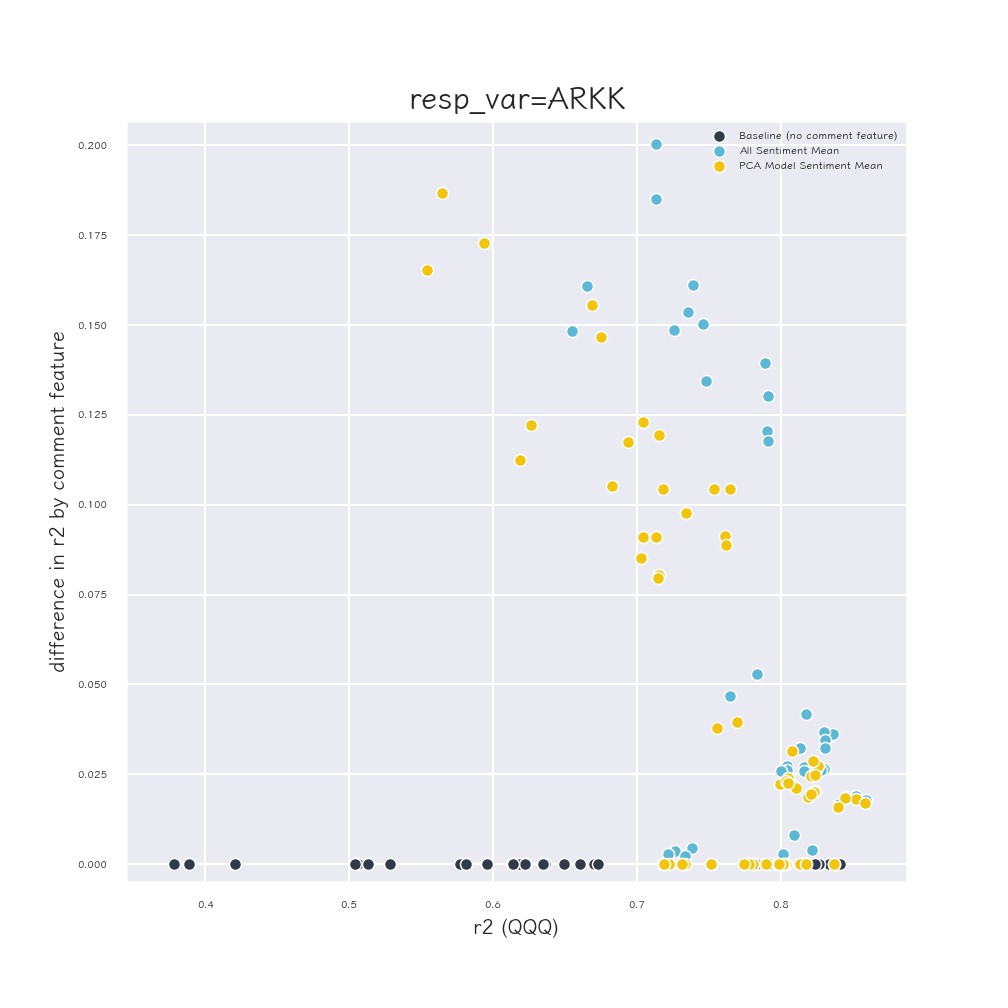 resp_var=ARKK
Baseline (no comment feature)
All Sentiment Mean
PCA Model Sentiment Mean
0.200
0.175
0.150
0.125
0.100
0.075
0.050
0.025
0.000
difference in r2 by comment feature
0.4 0.5 0.6 0.7 0.8
r2 (QQQ)